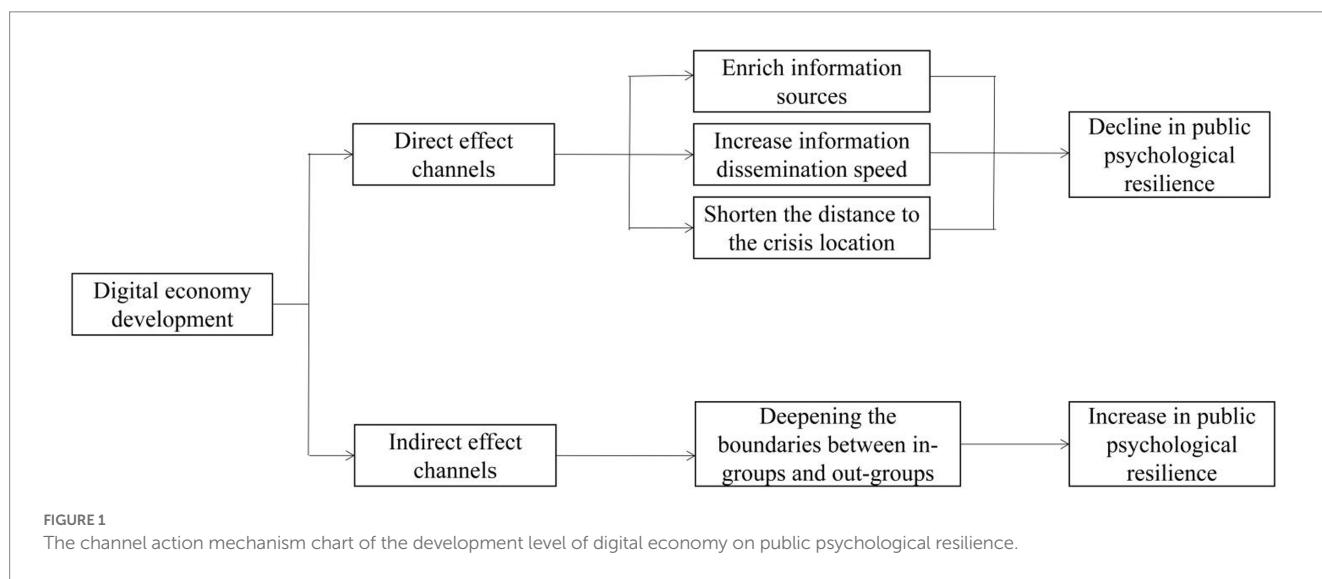 Digital economy
development
Direct effect
channels
Enrich information
sources
Increase information
dissemination speed
Shorten the distance to
the crisis location
Decline in public
psychological
resilience
Indirect effect
channels
Deepening the
boundaries between in-
groups and out-groups
Increase in public
psychological
resilience
FIGURE 1
The channel action mechanism chart of the development level of digital economy on public psychological resilience.